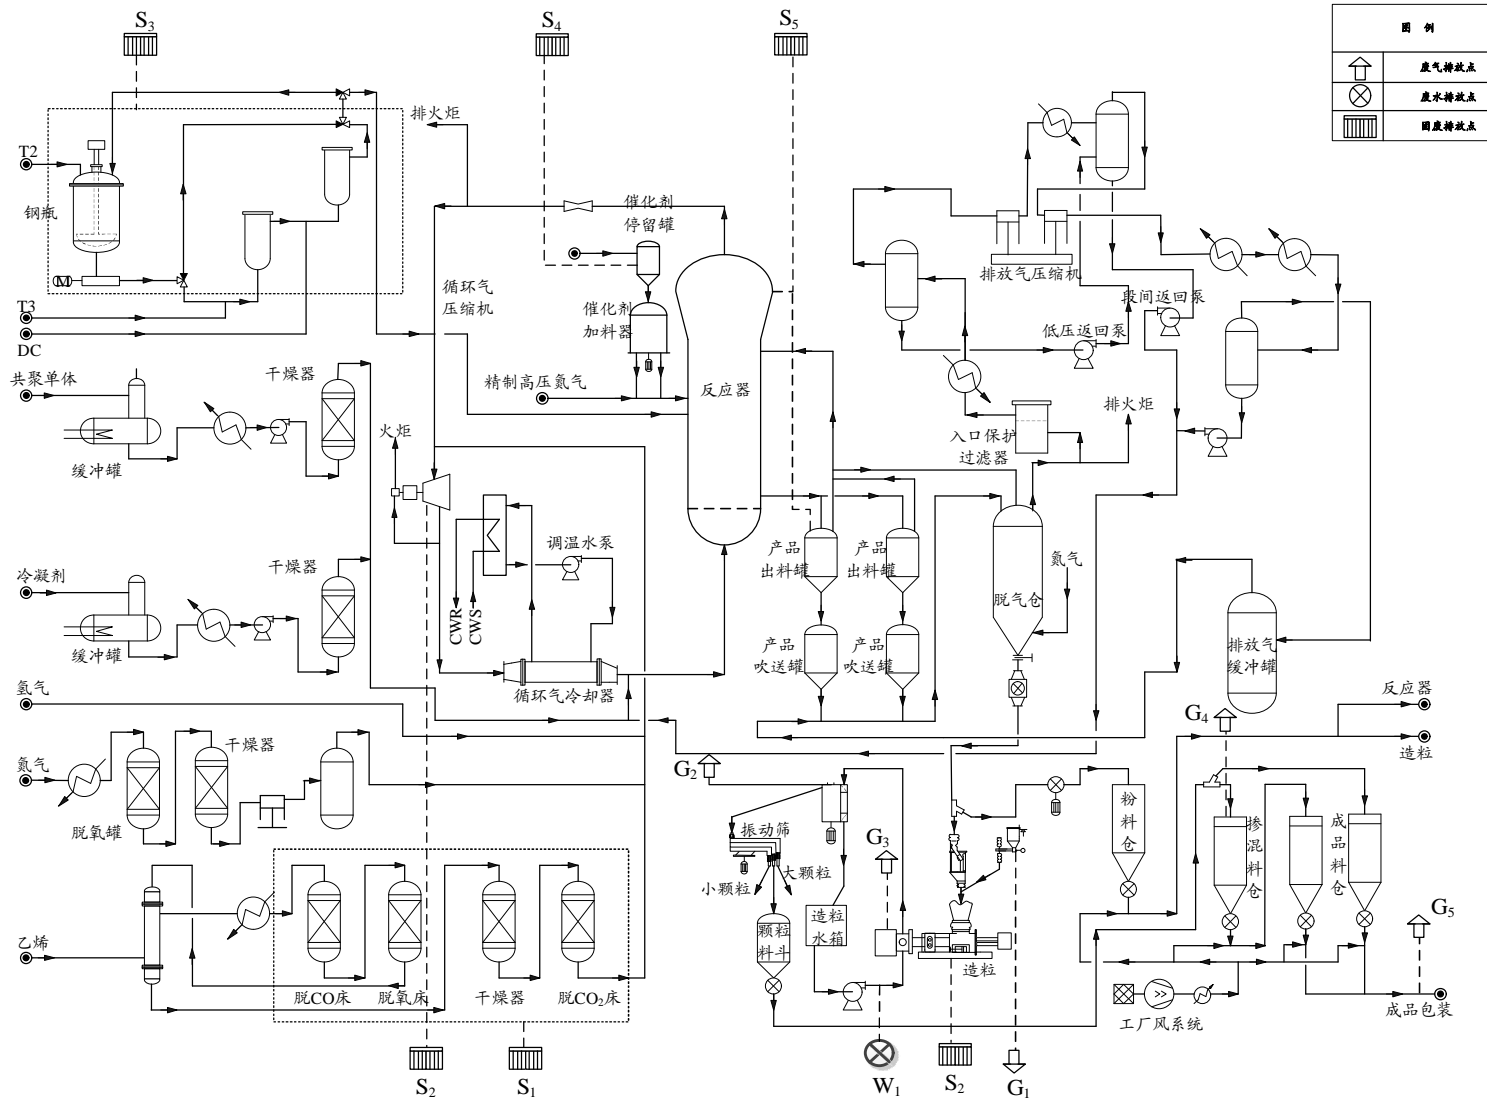 S3
S4
S5
图 例
废气排放点
废水排放点
固废排放点
排火炬
T2
钢瓶
M
催化剂
停留罐
循环气
压缩机
催化剂
加料器
T3
DC
排放气压缩机
段间返回泵
低压返回泵
共聚单体
干燥器
精制高压氮气
反应器
排火炬
火炬
入口保护
过滤器
缓冲罐
调温水泵
产品
出料罐
产品
出料罐
氮气
冷凝剂
干燥器
脱气仓
CWR
CWS
缓冲罐
产品
吹送罐
产品
吹送罐
排放气
缓冲罐
循环气冷却器
氢气
反应器
G4
造粒
干燥器
氮气
G2
脱氧罐
振动筛
G3
粉
料
仓
掺
混
料
仓
成
品
料
仓
小颗粒
大颗粒
造粒
水箱
颗粒
料斗
G5
乙烯
造粒
脱CO床
脱氧床
干燥器
脱CO2床
工厂风系统
成品包装
S2
S1
W1
S2
G1